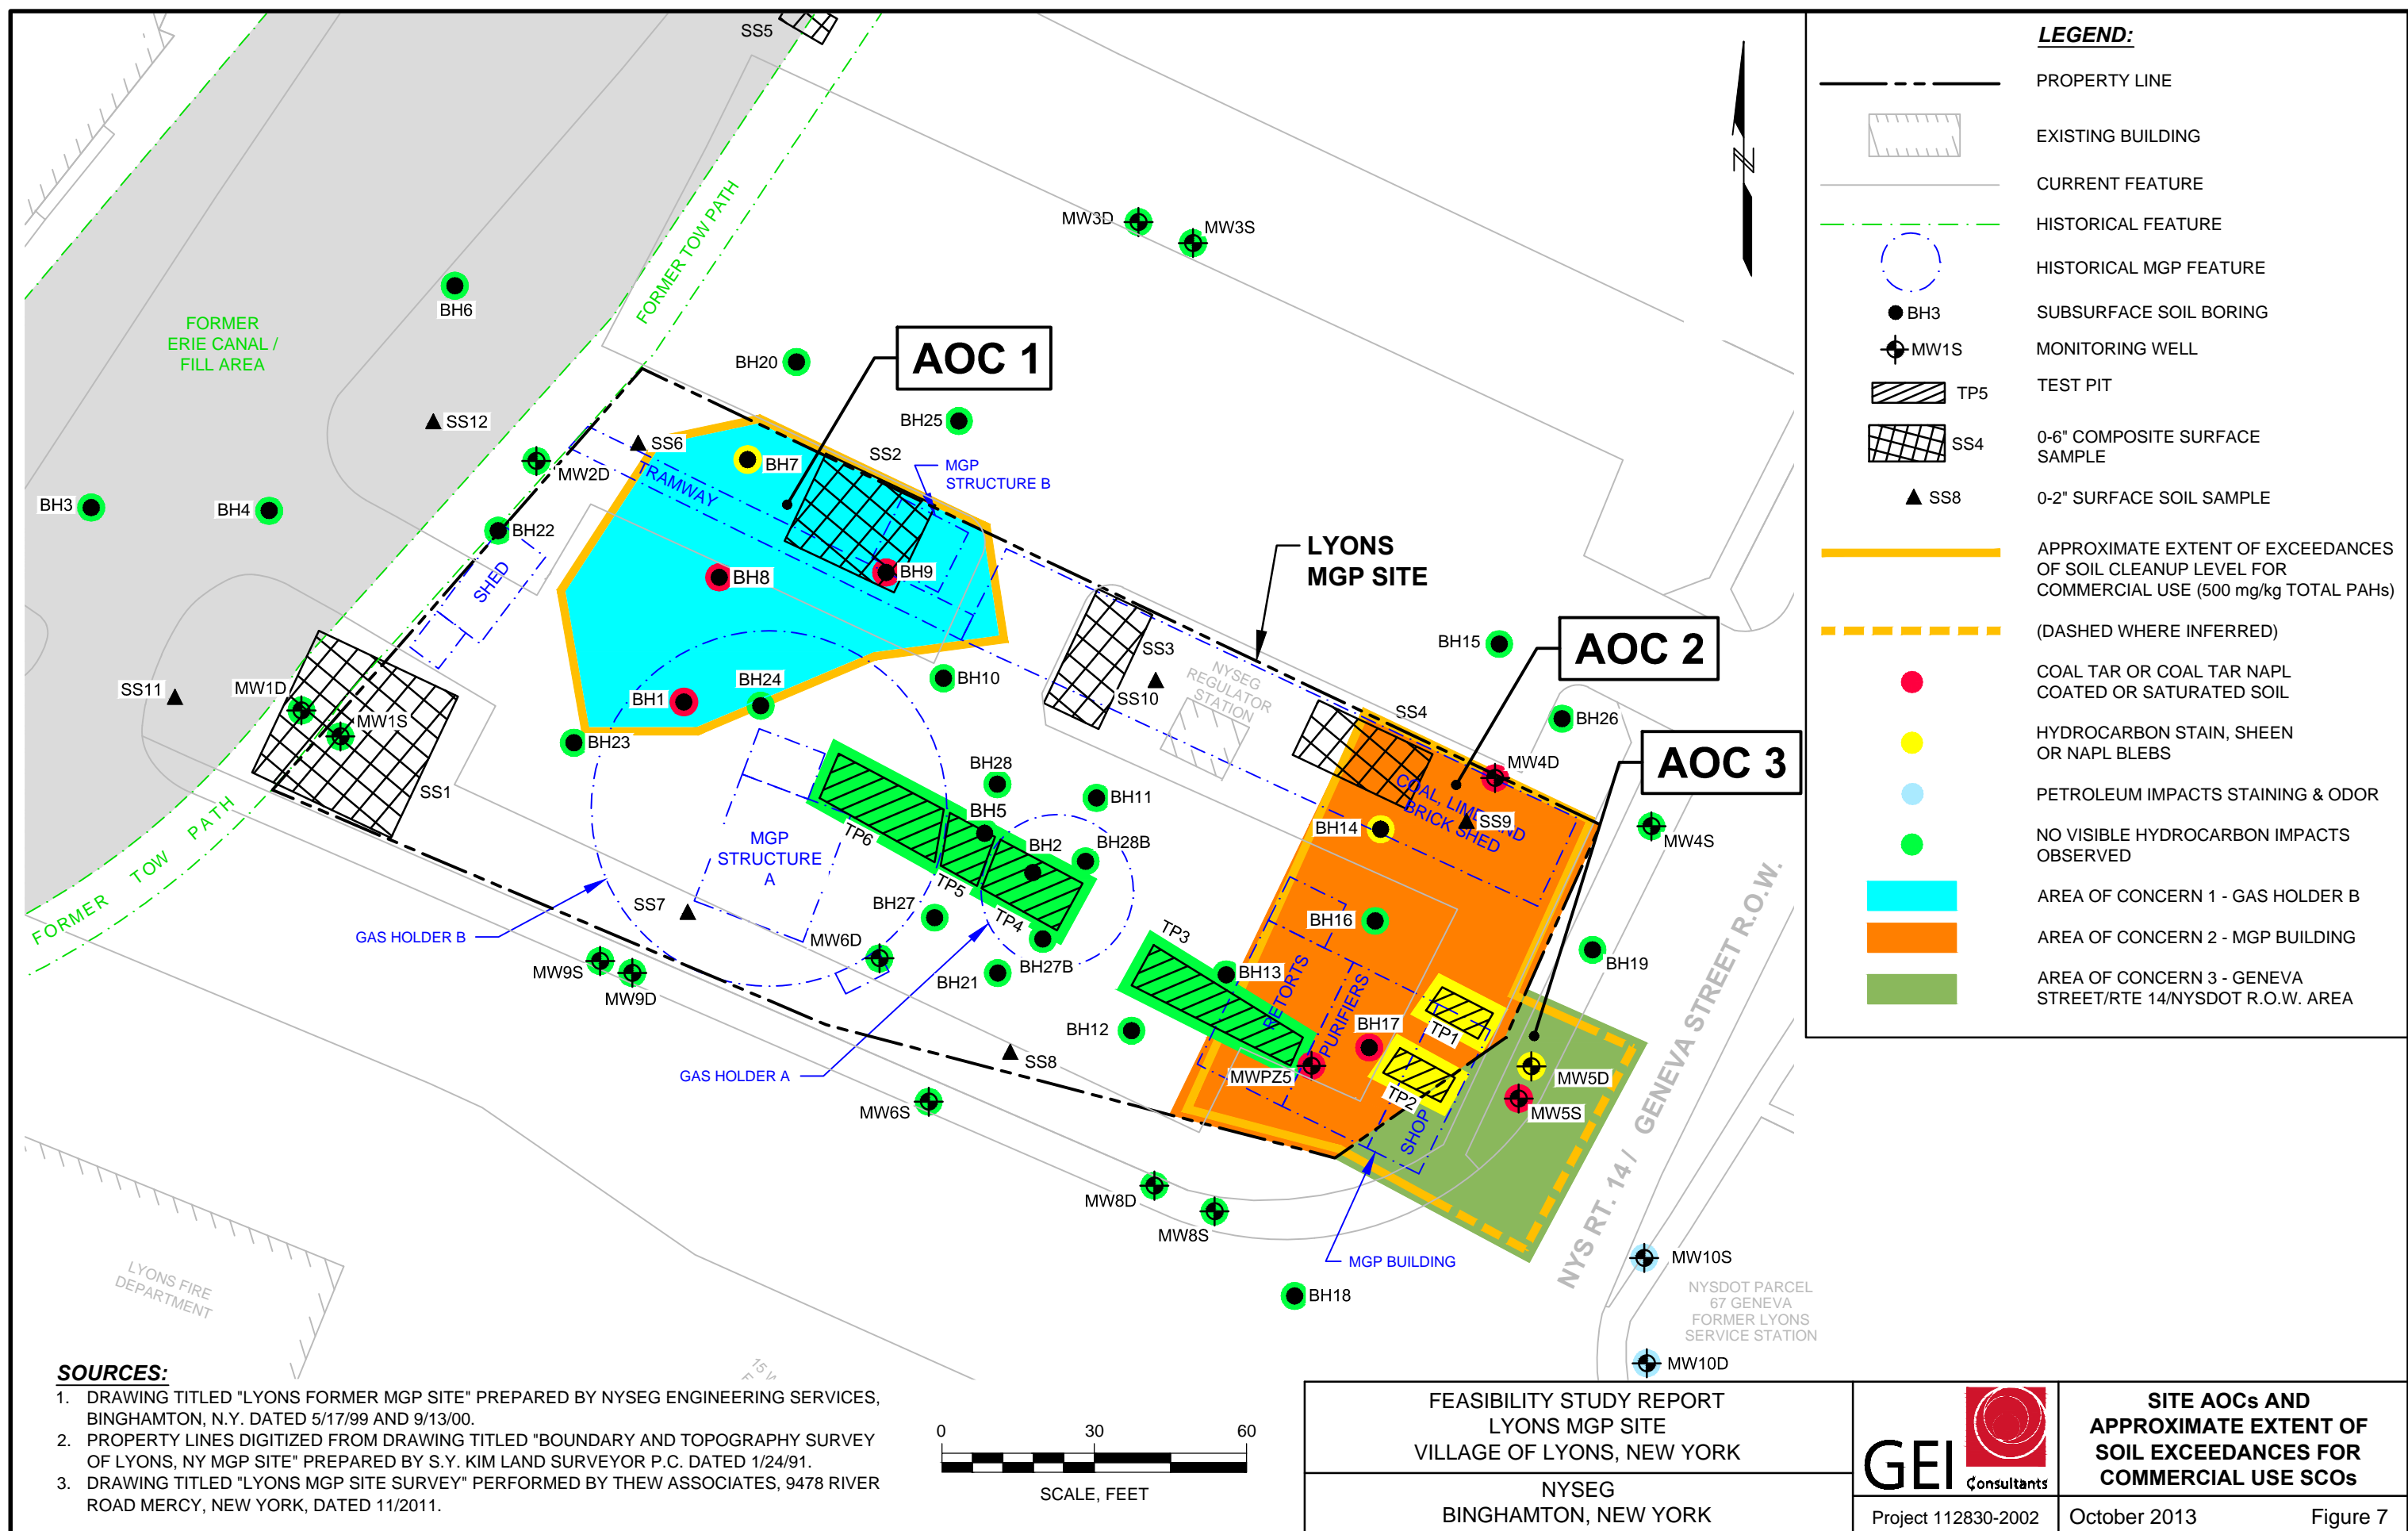 SS5
FORMER TOW PATH
MW3D
MW3S
BH6
FORMER
ERIE CANAL /
FILL AREA
BH20
AOC 1
BH25
SS12
SS6
SS2
BH7
MGP
STRUCTURE B
MW2D
TRAMWAY
BH3
BH4
BH22
SHED
BH8
BH9
LYONS
MGP SITE
BH15
AOC 2
SS3
NYSEG
REGULATOR
STATION
SS10
BH10
SS11
MW1D
MW1S
BH1
BH24
SS4
BH26
BH23
SS1
AOC 3
MW4D
BH28
BH11
COAL, LIME AND
BRICK SHED
SS9
BH14
BH5
MW4S
MGP
STRUCTURE
A
TP6
BH2
BH28B
TP5
SS7
BH27
TP4
BH16
FORMER TOW PATH
GAS HOLDER B
MW6D
TP3
BH19
MW9S
MW9D
BH21
BH27B
BH13
RETORTS
PURIFIERS
BH12
BH17
TP1
SS8
GAS HOLDER A
MWPZ5
TP2
MW5D
MW6S
MW5S
SHOP
NYS RT. 14 / GENEVA STREET R.O.W.
MW8D
MW8S
MGP BUILDING
MW10S
BH18
LYONS FIRE
DEPARTMENT
NYSDOT PARCEL
67 GENEVA
FORMER LYONS
SERVICE STATION
MW10D
15 W
LEGEND:
PROPERTY LINE
EXISTING BUILDING
CURRENT FEATURE
HISTORICAL FEATURE
HISTORICAL MGP FEATURE
BH3 SUBSURFACE SOIL BORING
MW1S MONITORING WELL
TP5 TEST PIT
SS4 0-6" COMPOSITE SURFACE
SAMPLE
SS8 0-2" SURFACE SOIL SAMPLE
APPROXIMATE EXTENT OF EXCEEDANCES
OF SOIL CLEANUP LEVEL FOR
COMMERCIAL USE (500 mg/kg TOTAL PAHs)
(DASHED WHERE INFERRED)
COAL TAR OR COAL TAR NAPL
COATED OR SATURATED SOIL
HYDROCARBON STAIN, SHEEN
OR NAPL BLEBS
PETROLEUM IMPACTS STAINING & ODOR
NO VISIBLE HYDROCARBON IMPACTS
OBSERVED
AREA OF CONCERN 1 - GAS HOLDER B
AREA OF CONCERN 2 - MGP BUILDING
AREA OF CONCERN 3 - GENEVA
STREET/RTE 14/NYSDOT R.O.W. AREA
N
SOURCES:
1. DRAWING TITLED "LYONS FORMER MGP SITE" PREPARED BY NYSEG ENGINEERING SERVICES,
BINGHAMTON, N.Y. DATED 5/17/99 AND 9/13/00.
2. PROPERTY LINES DIGITIZED FROM DRAWING TITLED "BOUNDARY AND TOPOGRAPHY SURVEY
OF LYONS, NY MGP SITE" PREPARED BY S.Y. KIM LAND SURVEYOR P.C. DATED 1/24/91.
3. DRAWING TITLED "LYONS MGP SITE SURVEY" PERFORMED BY THEW ASSOCIATES, 9478 RIVER
ROAD MERCY, NEW YORK, DATED 11/2011.
0 30 60
SCALE, FEET
FEASIBILITY STUDY REPORT
LYONS MGP SITE
VILLAGE OF LYONS, NEW YORK
NYSEG
BINGHAMTON, NEW YORK
GEI Consultants
Project 112830-2002
SITE AOCs AND
APPROXIMATE EXTENT OF
SOIL EXCEEDANCES FOR
COMMERCIAL USE SCOs
October 2013 Figure 7